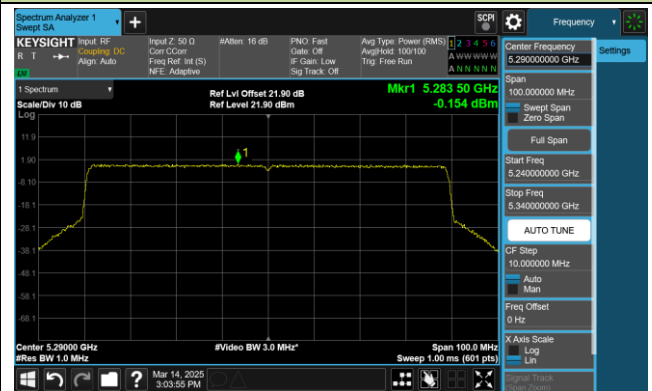 Spectrum Analyzer 1
Swept SA
SCPI
Frequency
KEYSIGHT
R T
LXI
Input: RF
Coupling: DC
Align: Auto
Input Z: 50 Ω
Corr CCorr
Freq Ref: Int (S)
NFE: Adaptive
#Atten: 16 dB
PNO: Fast
Gate: Off
IF Gain: Low
Sig Track: Off
Avg Type: Power (RMS)
Avg|Hold: 100/100
Trig: Free Run
1 2 3 4 5 6
A W W W W W
A N N N N N
1 Spectrum
Scale/Div 10 dB
Log
Ref Lvl Offset 21.90 dB
Ref Level 21.90 dBm
Mkr1 5.283 50 GHz
-0.154 dBm
11.9
1.90
-8.10
-18.1
-28.1
-38.1
-48.1
-58.1
-68.1
1
Center 5.29000 GHz
#Res BW 1.0 MHz
#Video BW 3.0 MHz*
Span 100.0 MHz
Sweep 1.00 ms (601 pts)
Center Frequency
5.290000000 GHz
Settings
Span
100.000000 MHz
Swept Span
Zero Span
Full Span
Start Freq
5.240000000 GHz
Stop Freq
5.340000000 GHz
AUTO TUNE
CF Step
10.000000 MHz
Auto
Man
Freq Offset
0 Hz
X Axis Scale
Log
Lin
Signal Track
(Span Zoom)
?
Mar 14, 2025
3:03:55 PM